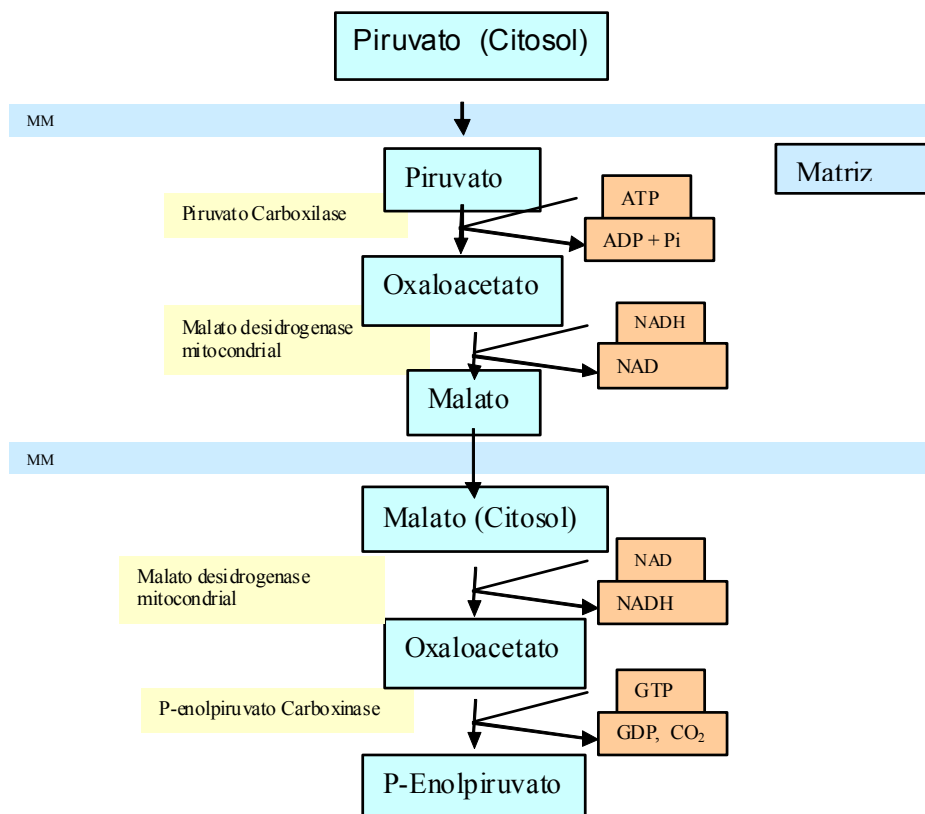 Piruvato (Citosol)
MM
Matriz
Piruvato
Piruvato Carboxilase
ATP
ADP + Pi
Oxaloacetato
Malato desidrogenase
mitocondrial
NADH
NAD
Malato
MM
Malato (Citosol)
Malato desidrogenase
mitocondrial
NAD
NADH
Oxaloacetato
P-enolpiruvato Carboxinase
GTP
GDP, CO₂
P-Enolpiruvato